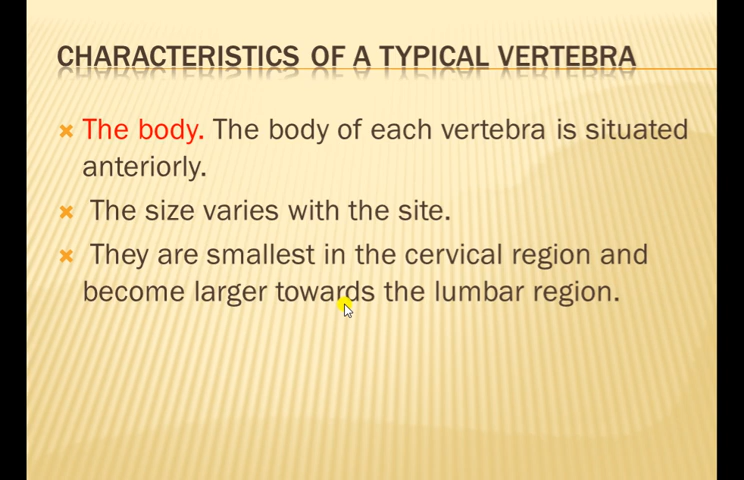 CHARACTERISTICS OF A TYPICAL VERTEBRA
The body. The body of each vertebra is situated
anteriorly.
The size varies with the site.
They are smallest in the cervical region and
become larger towards the lumbar region.